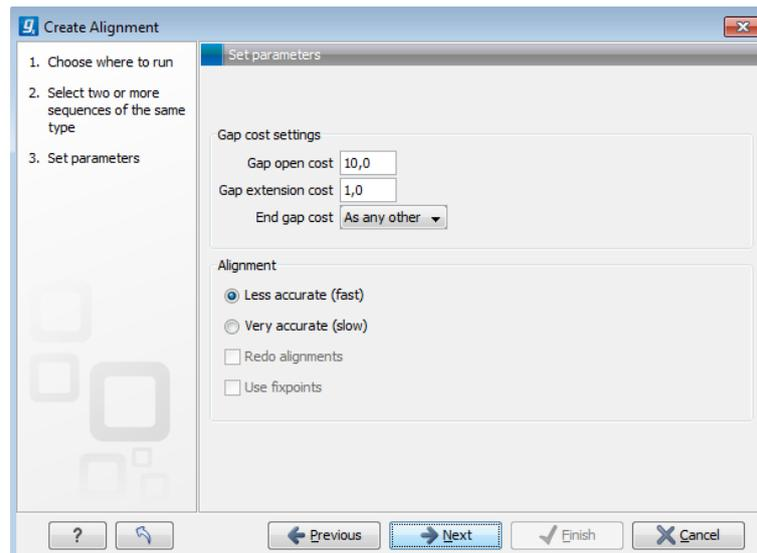 Create Alignment
1. Choose where to run
2. Select two or more
sequences of the same
type
3. Set parameters
Set parameters
Gap cost settings
Gap open cost 10,0
Gap extension cost 1,0
End gap cost As any other
Alignment
Less accurate (fast)
Very accurate (slow)
Redo alignments
Use fixpoints
? Previous Next Finish Cancel